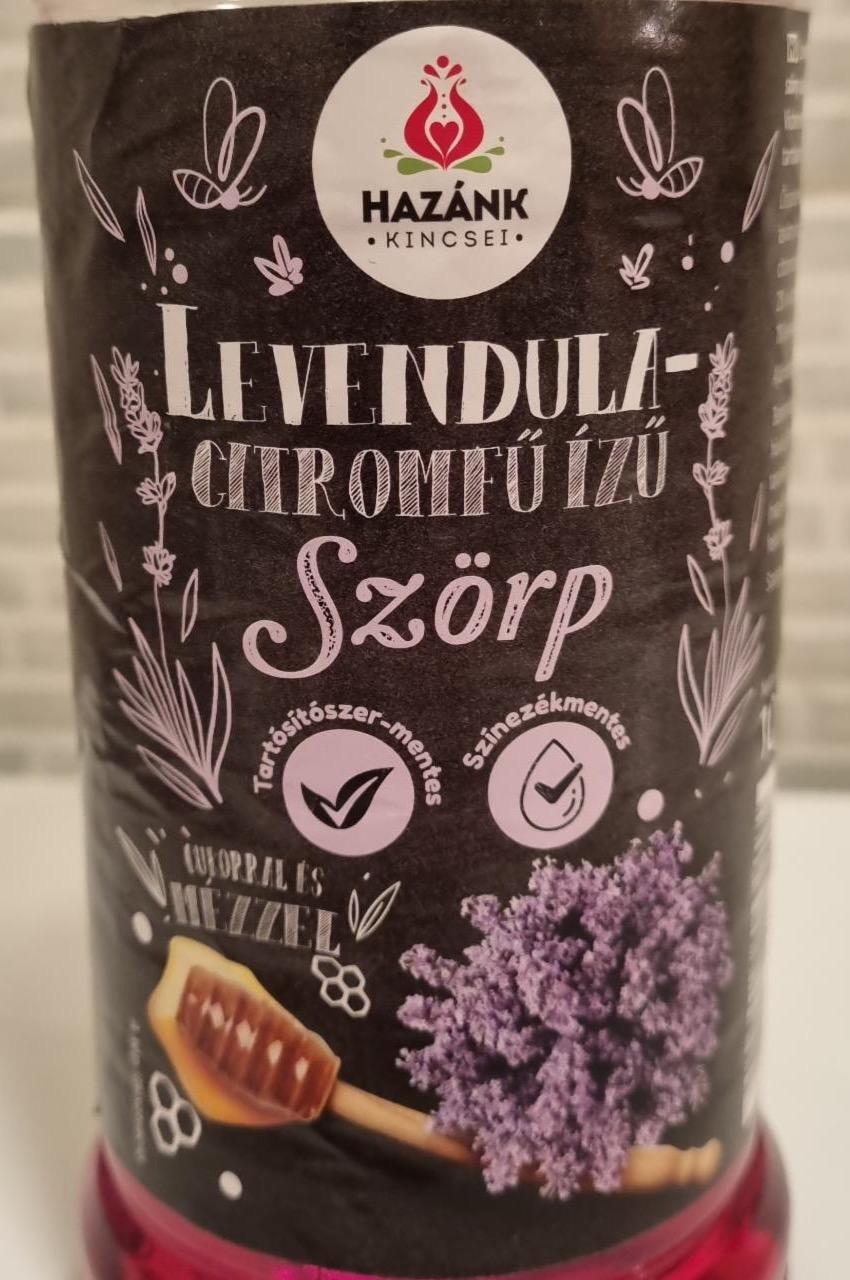 HAZÁNK
• KINCSEI •
LEVENDULA-
CITROMFŰ ÍZŰ
Szörp
Tartósítószer-mentes
Színezékmentes
CUKORRAL ÉS
MÉZZEL